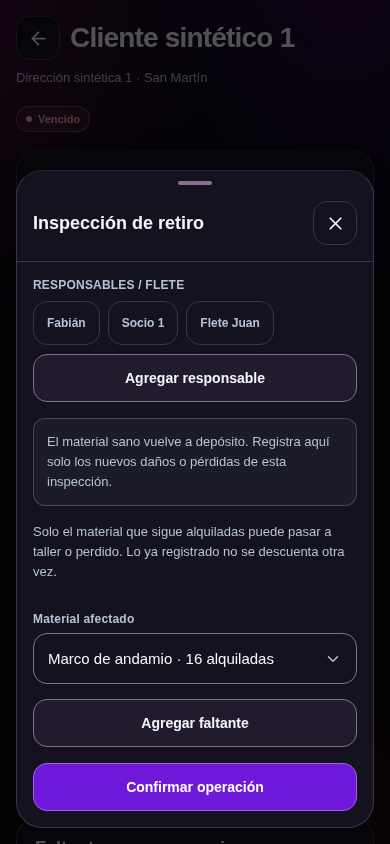 Cliente sintético 1
Dirección sintética 1 · San Martín
Vencido
Inspección de retiro
RESPONSABLES / FLETE
Fabián
Socio 1
Flete Juan
Agregar responsable
El material sano vuelve a depósito. Registra aquí
solo los nuevos daños o pérdidas de esta
inspección.
Solo el material que sigue alquiladas puede pasar a
taller o perdido. Lo ya registrado no se descuenta otra
vez.
Material afectado
Marco de andamio · 16 alquiladas
Agregar faltante
Confirmar operación